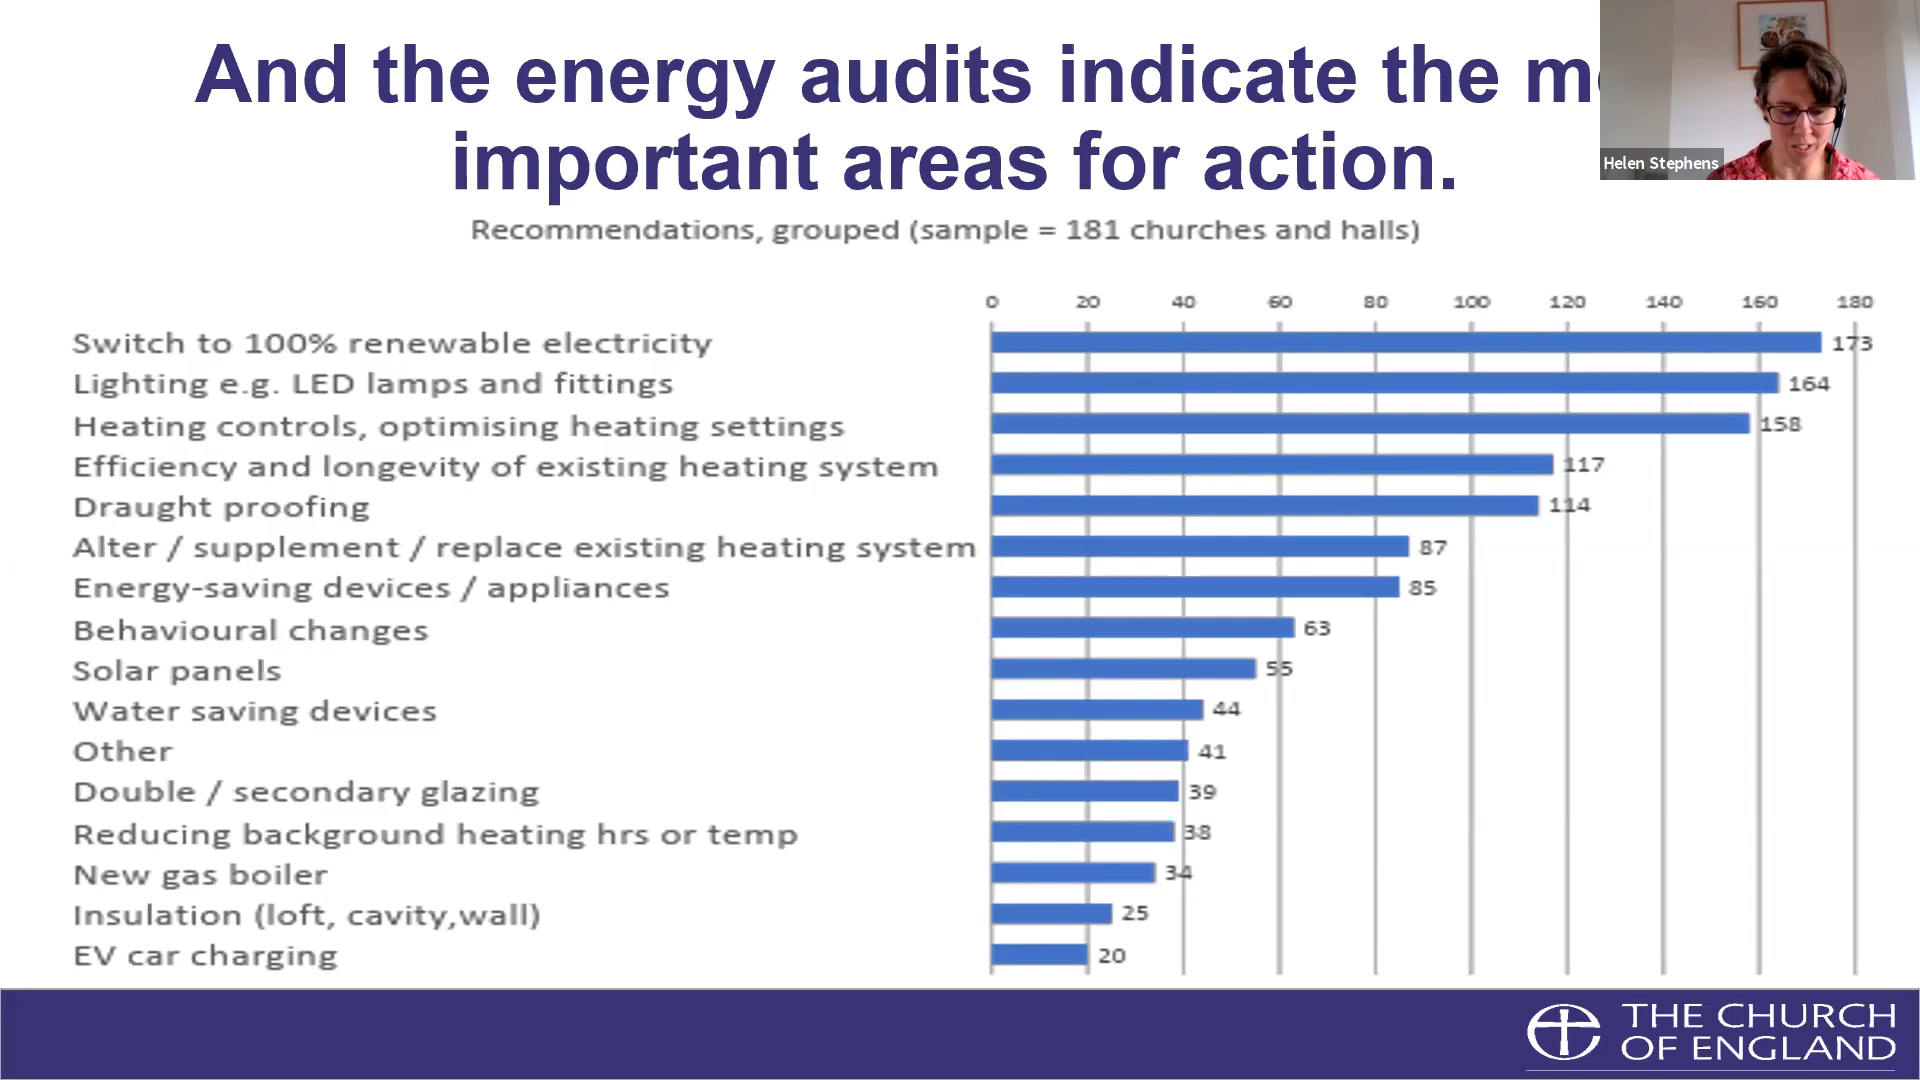 And the energy audits indicate the
important areas for action.
Helen Stephens
Recommendations, grouped (sample = 181 churches and halls)
0 20 40 60 80 100 120 140 160 180
Switch to 100% renewable electricity 173
Lighting e.g. LED lamps and fittings 164
Heating controls, optimising heating settings 158
Efficiency and longevity of existing heating system 117
Draught proofing 114
Alter / supplement / replace existing heating system 87
Energy-saving devices / appliances 85
Behavioural changes 63
Solar panels 55
Water saving devices 44
Other 41
Double / secondary glazing 39
Reducing background heating hrs or temp 38
New gas boiler 34
Insulation (loft, cavity,wall) 25
EV car charging 20
THE CHURCH
OF ENGLAND